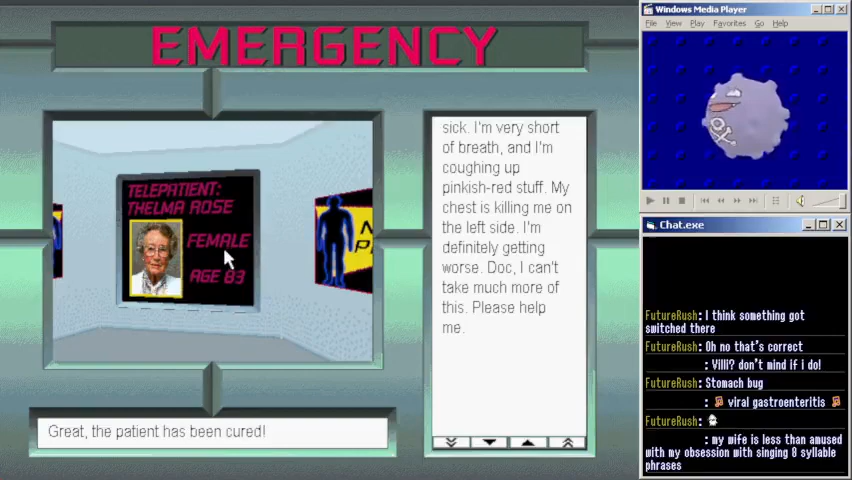 EMERGENCY
TELEPATIENT:
THELMA ROSE
FEMALE
AGE 83
sick. I'm very short
of breath, and I'm
coughing up
pinkish-red stuff. My
chest is killing me on
the left side. I'm
definitely getting
worse. Doc, I can't
take much more of
this. Please help
me.
Great, the patient has been cured!
Windows Media Player
File View Play Favorites Go Help
Chat.exe
FutureRush: I think something got
switched there
FutureRush: Oh no that's correct
: Villi? don't mind if i do!
FutureRush: Stomach bug
: 🎵 viral gastroenteritis 🎵
FutureRush:
: my wife is less than amused
with my obsession with singing 8 syllable
phrases